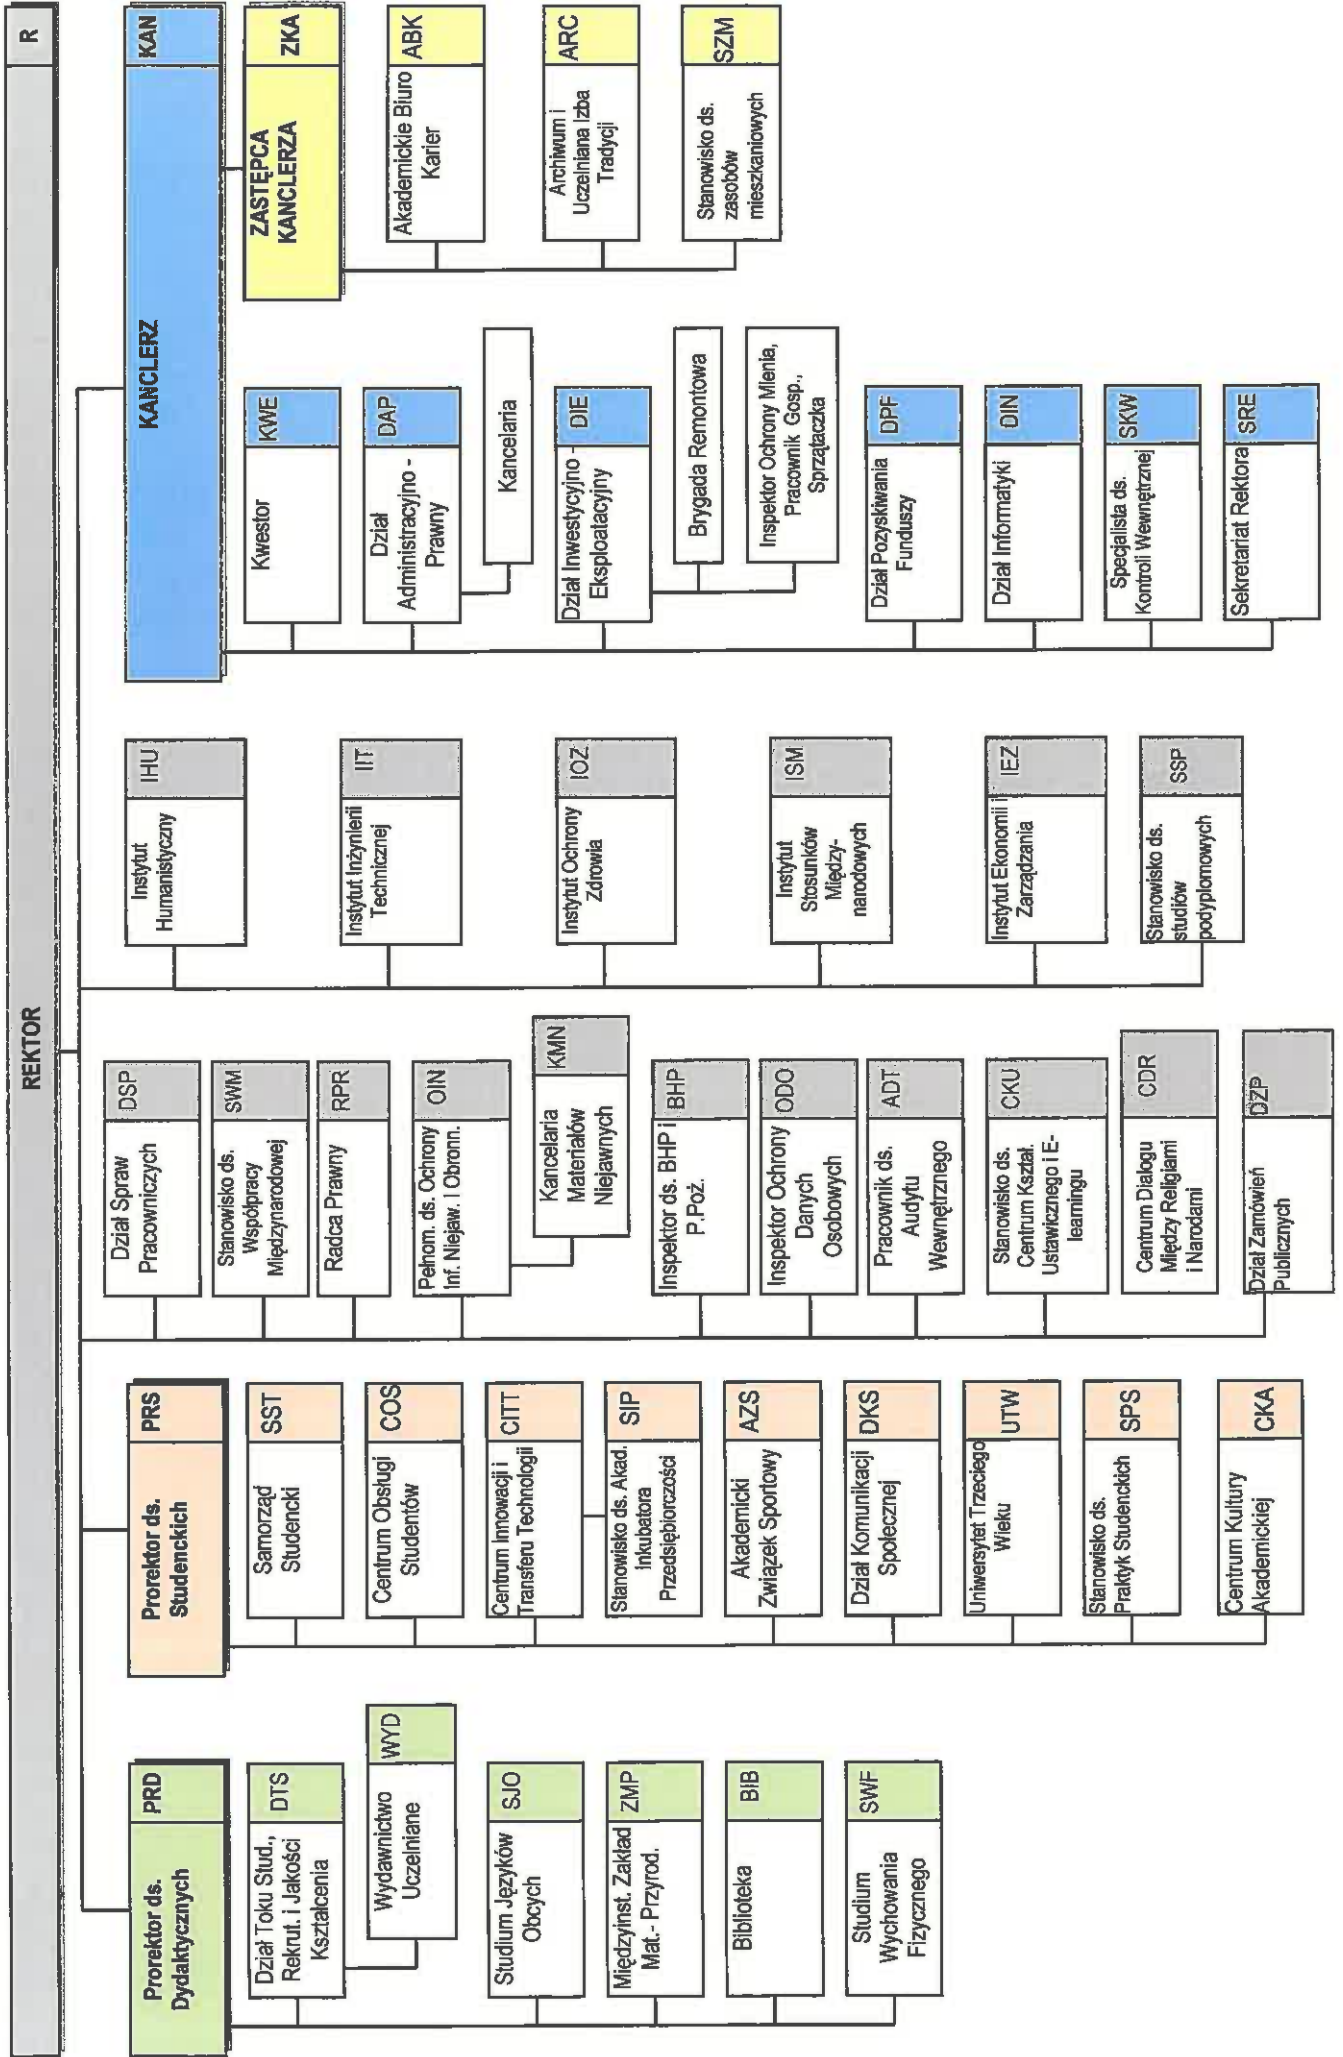 REKTOR
R
Prorektor ds.
Dydaktycznych
PRD
Dział Toku Stud.,
Rekrut. i Jakości
Kształcenia
DTS
Wydawnictwo
Uczelniane
WYD
Studium Języków
Obcych
SJO
Międzyinst. Zakład
Mat.- Przyrod.
ZMP
Biblioteka
BIB
Studium
Wychowania
Fizycznego
SWF
Prorektor ds.
Studenckich
PRS
Samorząd
Studencki
SST
Centrum Obsługi
Studentów
COS
Centrum Innowacji i
Transferu Technologii
CITT
Stanowisko ds. Akad.
Inkubatora
Przedsiębiorczości
SIP
Akademicki
Związek Sportowy
AZS
Dział Komunikacji
Społecznej
DKS
Uniwersytet Trzeciego
Wieku
UTW
Stanowisko ds.
Praktyk Studenckich
SPS
Centrum Kultury
Akademickiej
CKA
Dział Spraw
Pracowniczych
DSP
Stanowisko ds.
Współpracy
Międzynarodowej
SWM
Radca Prawny
RPR
Pełnom. ds. Ochrony
Inf. Niejaw. i Obronn.
OIN
Kancelaria
Materiałów
Niejawnych
KMN
Inspektor ds. BHP i
P.Poż.
BHP
Inspektor Ochrony
Danych
Osobowych
ODO
Pracownik ds.
Audytu
Wewnętrznego
ADT
Stanowisko ds.
Centrum Kształ.
Ustawicznego i E-
learningu
CKU
Centrum Dialogu
Między Religiami
i Narodami
CDR
Dział Zamówień
Publicznych
DZP
Instytut
Humanistyczny
IHU
Instytut Inżynierii
Technicznej
IIT
Instytut Ochrony
Zdrowia
IOZ
Instytut
Stosunków
Między-
narodowych
ISM
Instytut Ekonomii i
Zarządzania
IEZ
Stanowisko ds.
studiów
podyplomowych
SSP
KANCLERZ
KAN
Kwestor
KWE
Dział
Administracyjno -
Prawny
DAP
Kancelaria
Dział Inwestycyjno -
Eksploatacyjny
DIE
Brygada Remontowa
Inspektor Ochrony Mienia,
Pracownik Gosp.,
Sprzątaczka
Dział Pozyskiwania
Funduszy
DPF
Dział Informatyki
DIN
Specjalista ds.
Kontroli Wewnętrznej
SKW
Sekretariat Rektora
SRE
ZASTĘPCA
KANCLERZA
ZKA
Akademickie Biuro
Karier
ABK
Archiwum i
Uczelniana Izba
Tradycji
ARC
Stanowisko ds.
zasobów
mieszkaniowych
SZM